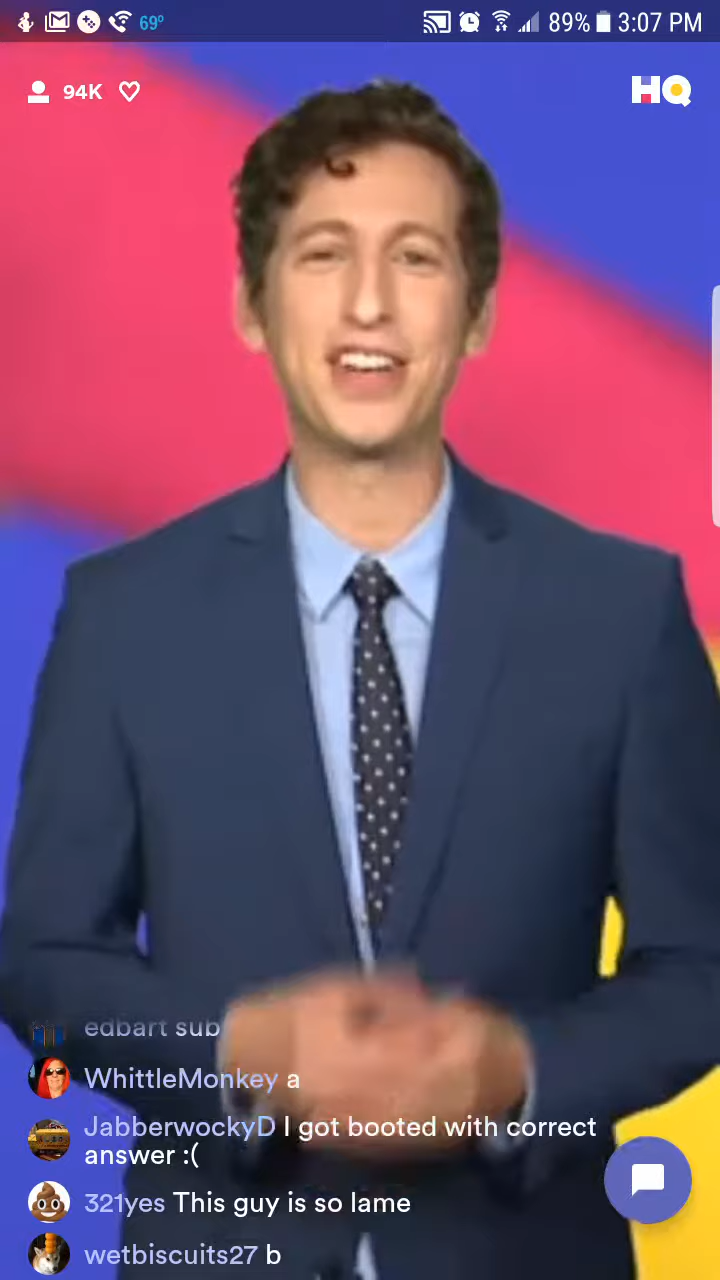 69°
89%
3:07 PM
94K
HQ
edbart sub
WhittleMonkey a
JabberwockyD I got booted with correct
answer :(
321yes This guy is so lame
wetbiscuits27 b